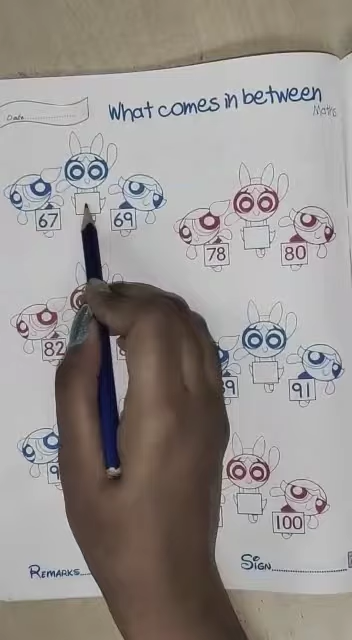 What comes in between
Date
Maths
67 69
78 80
82
91
100
REMARKS
SIGN